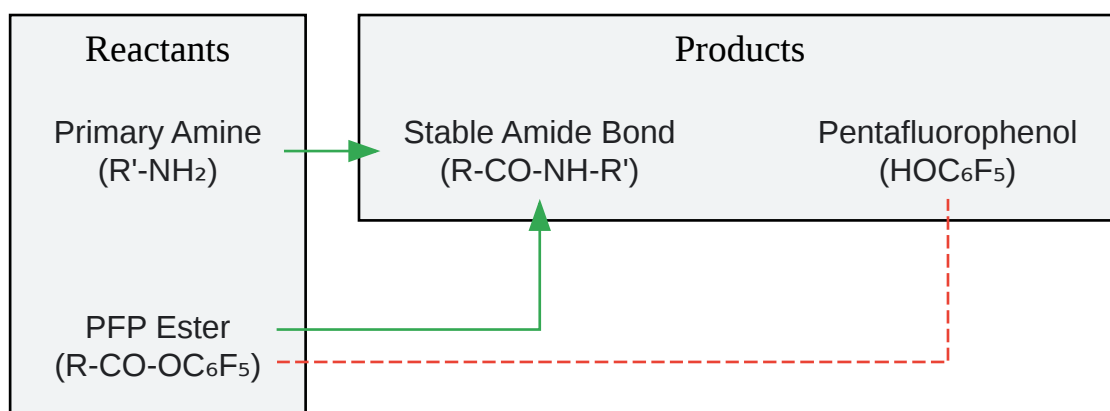 Reactants
Primary Amine
(R'-NH₂)
PFP Ester
(R-CO-OC₆F₅)
Products
Stable Amide Bond
(R-CO-NH-R')
Pentafluorophenol
(HOC₆F₅)